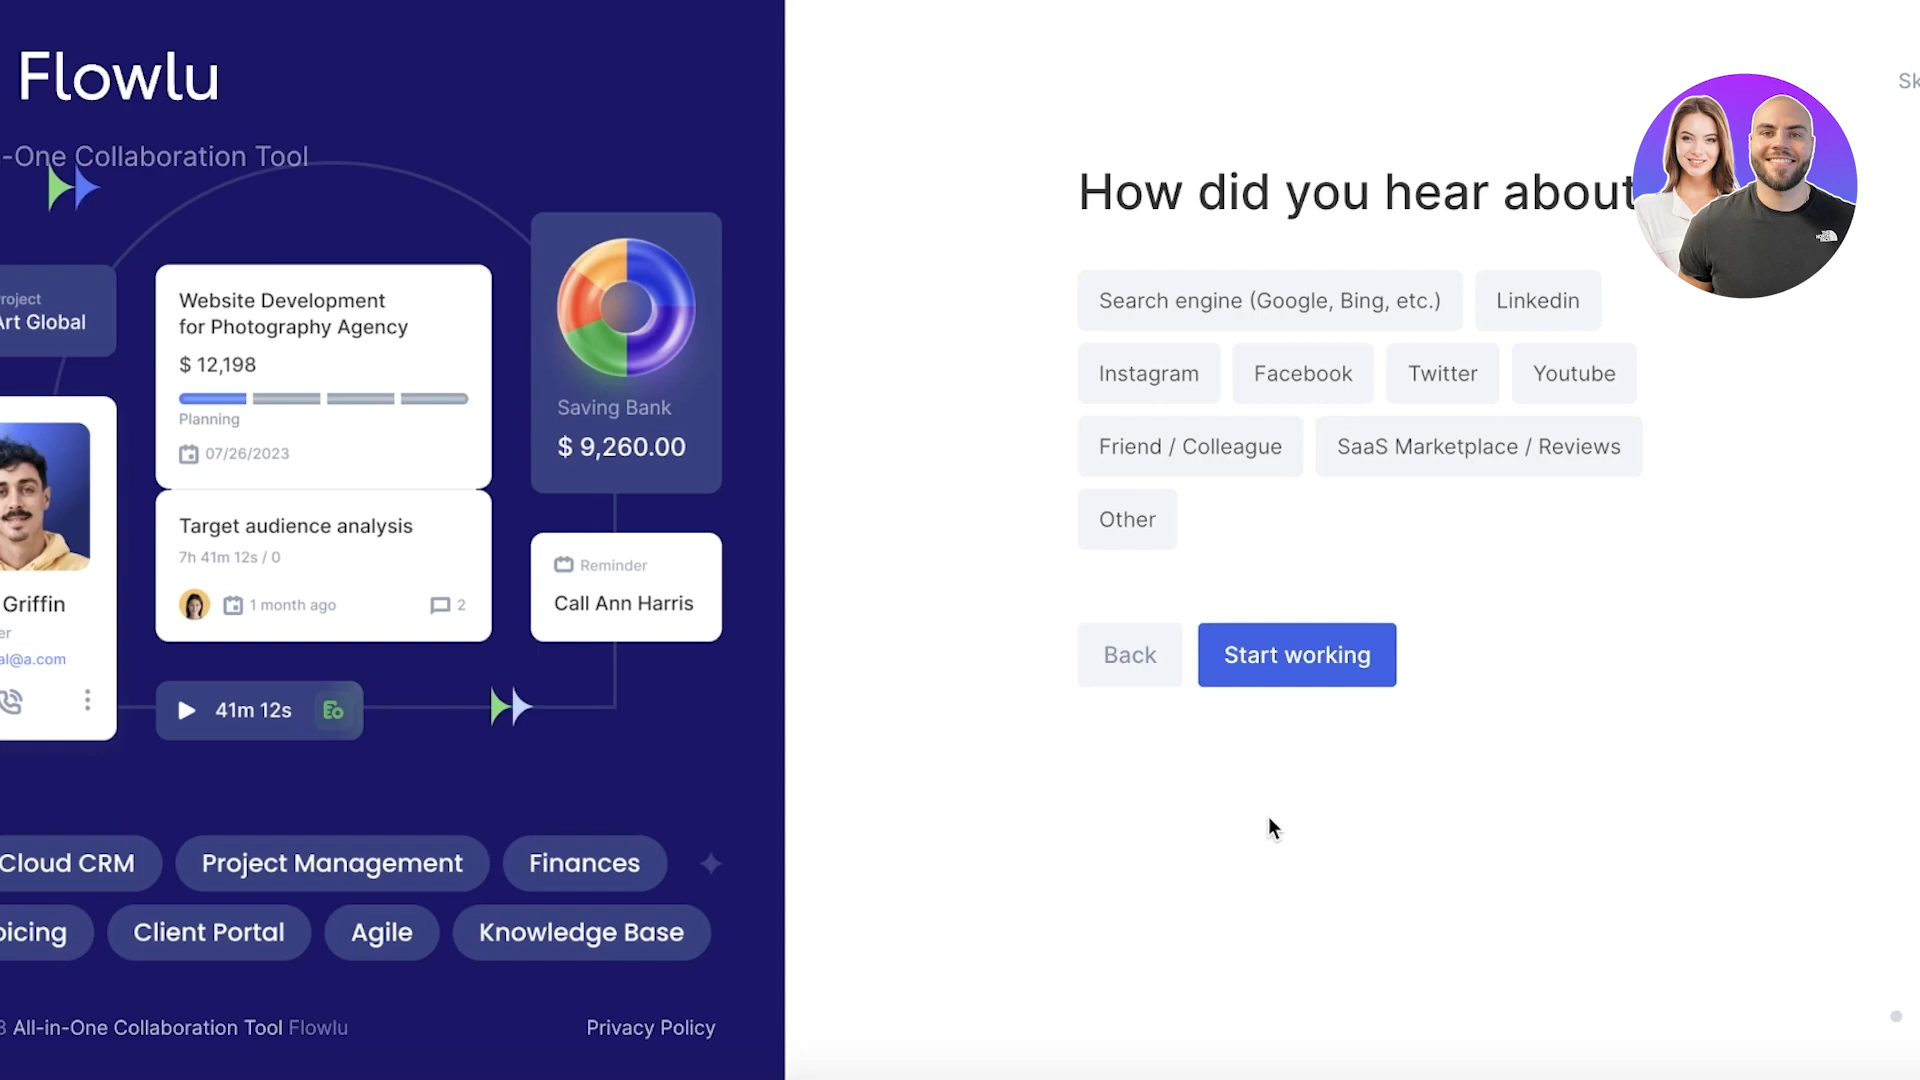 Flowlu
-One Collaboration Tool
Art Global
Website Development
for Photography Agency
$ 12,198
Planning
07/26/2023
Saving Bank
$ 9,260.00
Target audience analysis
7h 41m 12s / 0
1 month ago
2
Reminder
Call Ann Harris
Griffin
al@a.com
41m 12s
Cloud CRM
Project Management
Finances
Client Portal
Agile
Knowledge Base
All-in-One Collaboration Tool Flowlu
Privacy Policy
How did you hear about
Search engine (Google, Bing, etc.)
Linkedin
Instagram
Facebook
Twitter
Youtube
Friend / Colleague
SaaS Marketplace / Reviews
Other
Back
Start working